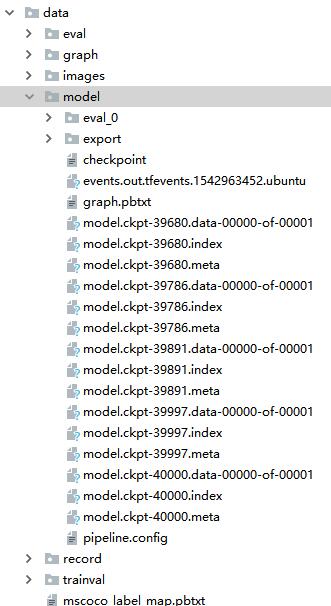 data
eval
graph
images
model
eval_0
export
checkpoint
events.out.tfevents.1542963452.ubuntu
graph.pbtxt
model.ckpt-39680.data-00000-of-00001
model.ckpt-39680.index
model.ckpt-39680.meta
model.ckpt-39786.data-00000-of-00001
model.ckpt-39786.index
model.ckpt-39786.meta
model.ckpt-39891.data-00000-of-00001
model.ckpt-39891.index
model.ckpt-39891.meta
model.ckpt-39997.data-00000-of-00001
model.ckpt-39997.index
model.ckpt-39997.meta
model.ckpt-40000.data-00000-of-00001
model.ckpt-40000.index
model.ckpt-40000.meta
pipeline.config
record
trainval
mscoco_label_map.pbtxt